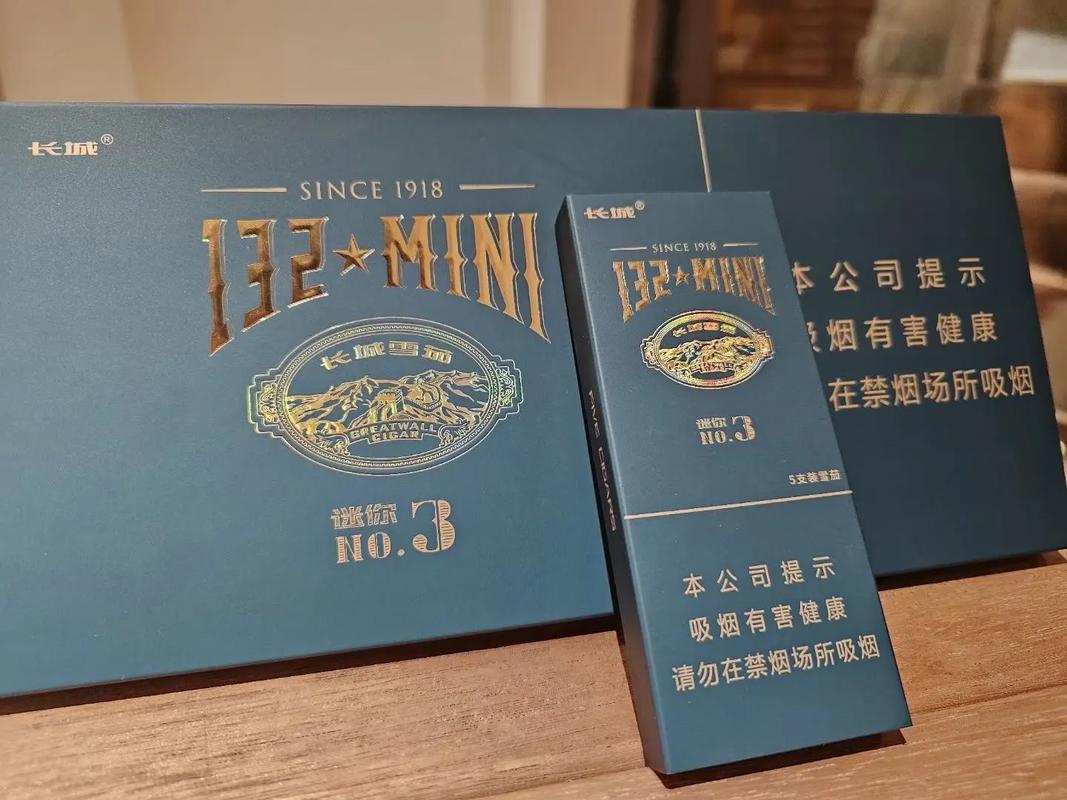 长城®
SINCE 1918
132★MINI
长城雪茄
GREATWALL
CIGAR
迷你
NO.3
本公司提示
吸烟有害健康
在禁烟场所吸烟
长城®
SINCE 1918
132★MINI
长城雪茄
迷你
NO.3
5支装雪茄
本公司提示
吸烟有害健康
请勿在禁烟场所吸烟
FIVE CIGARS